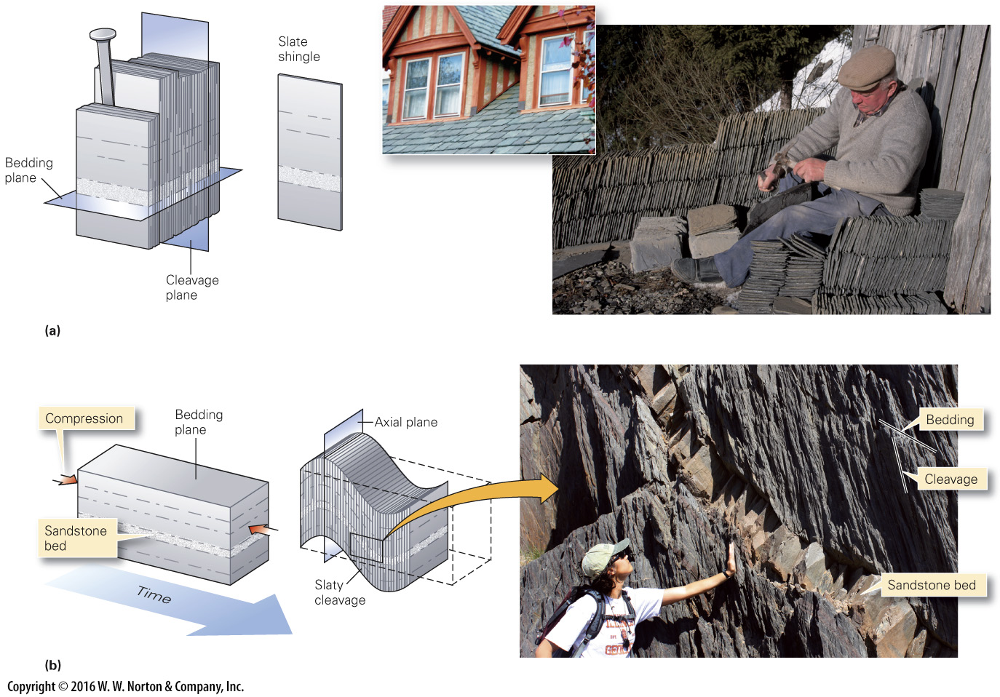 Slate
shingle
Bedding
plane
Cleavage
plane
(a)
Compression
Bedding
plane
Axial plane
Sandstone
bed
Time
Slaty
cleavage
Bedding
Cleavage
Sandstone bed
EST.
(b)
Copyright © 2016 W. W. Norton & Company, Inc.